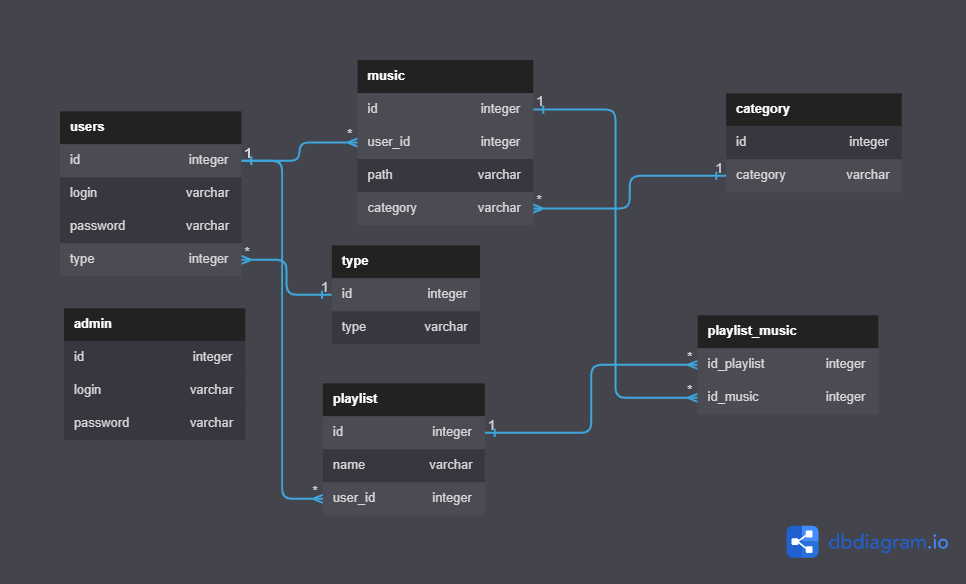 users
id integer
login varchar
password varchar
type integer
1
*
admin
id integer
login varchar
password varchar
music
id integer
user_id integer
path varchar
category varchar
*
1
*
type
id integer
type varchar
1
playlist
id integer
name varchar
user_id integer
1
*
category
id integer
category varchar
1
playlist_music
id_playlist integer
id_music integer
*
*
dbdiagram.io